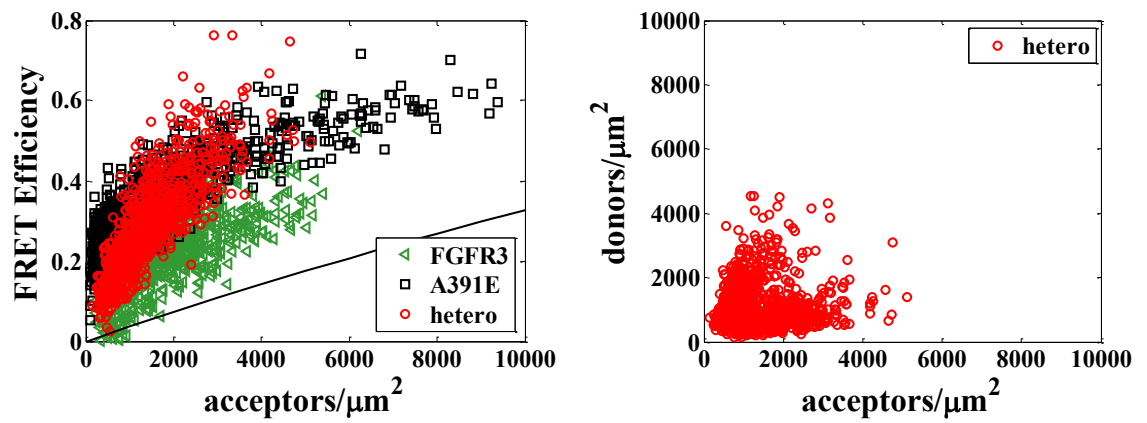 0.8
0.6
0.4
0.2
0
FRET Efficiency
0 2000 4000 6000 8000 10000
acceptors/μm²
FGFR3
A391E
hetero
10000
8000
6000
4000
2000
0
donors/μm²
0 2000 4000 6000 8000 10000
acceptors/μm²
hetero